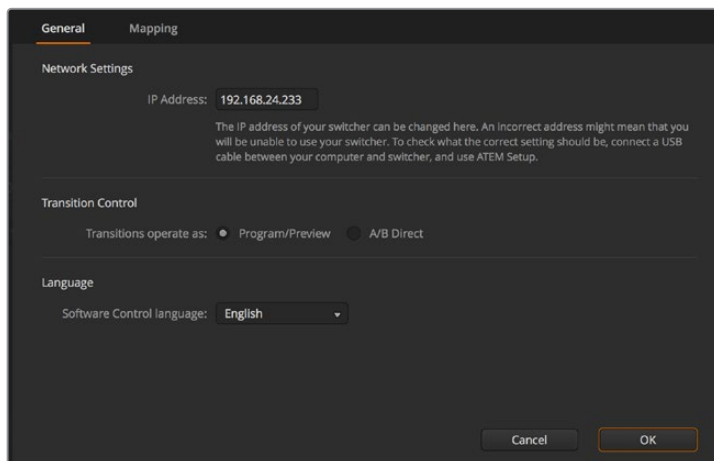 General Mapping
Network Settings
IP Address: 192.168.24.233
The IP address of your switcher can be changed here. An incorrect address might mean that you
will be unable to use your switcher. To check what the correct setting should be, connect a USB
cable between your computer and switcher, and use ATEM Setup.
Transition Control
Transitions operate as: Program/Preview A/B Direct
Language
Software Control language: English
Cancel OK